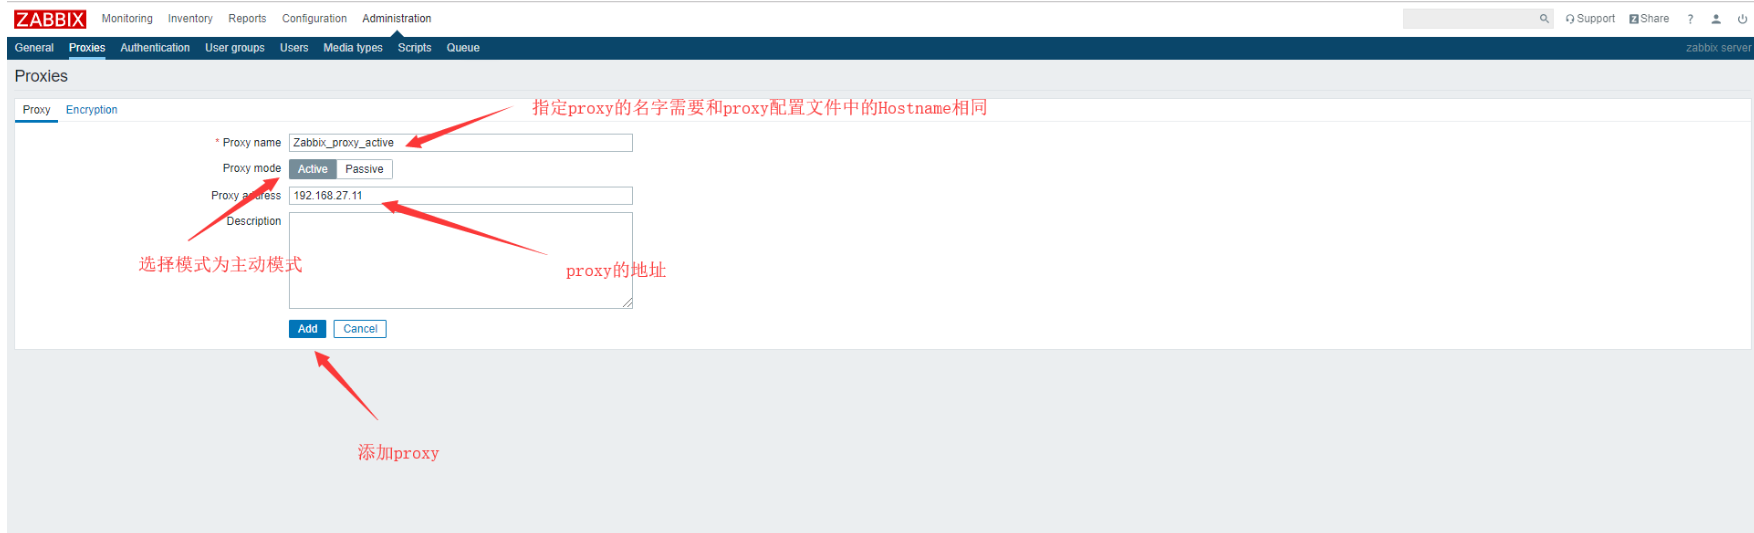 ZABBIX Monitoring Inventory Reports Configuration Administration Support Z Share ?
General Proxies Authentication User groups Users Media types Scripts Queue zabbix server
Proxies
Proxy Encryption
指定proxy的名字需要和proxy配置文件中的Hostname相同
* Proxy name Zabbix_proxy_active
Proxy mode Active Passive
Proxy address 192.168.27.11
Description
选择模式为主动模式
proxy的地址
Add Cancel
添加proxy